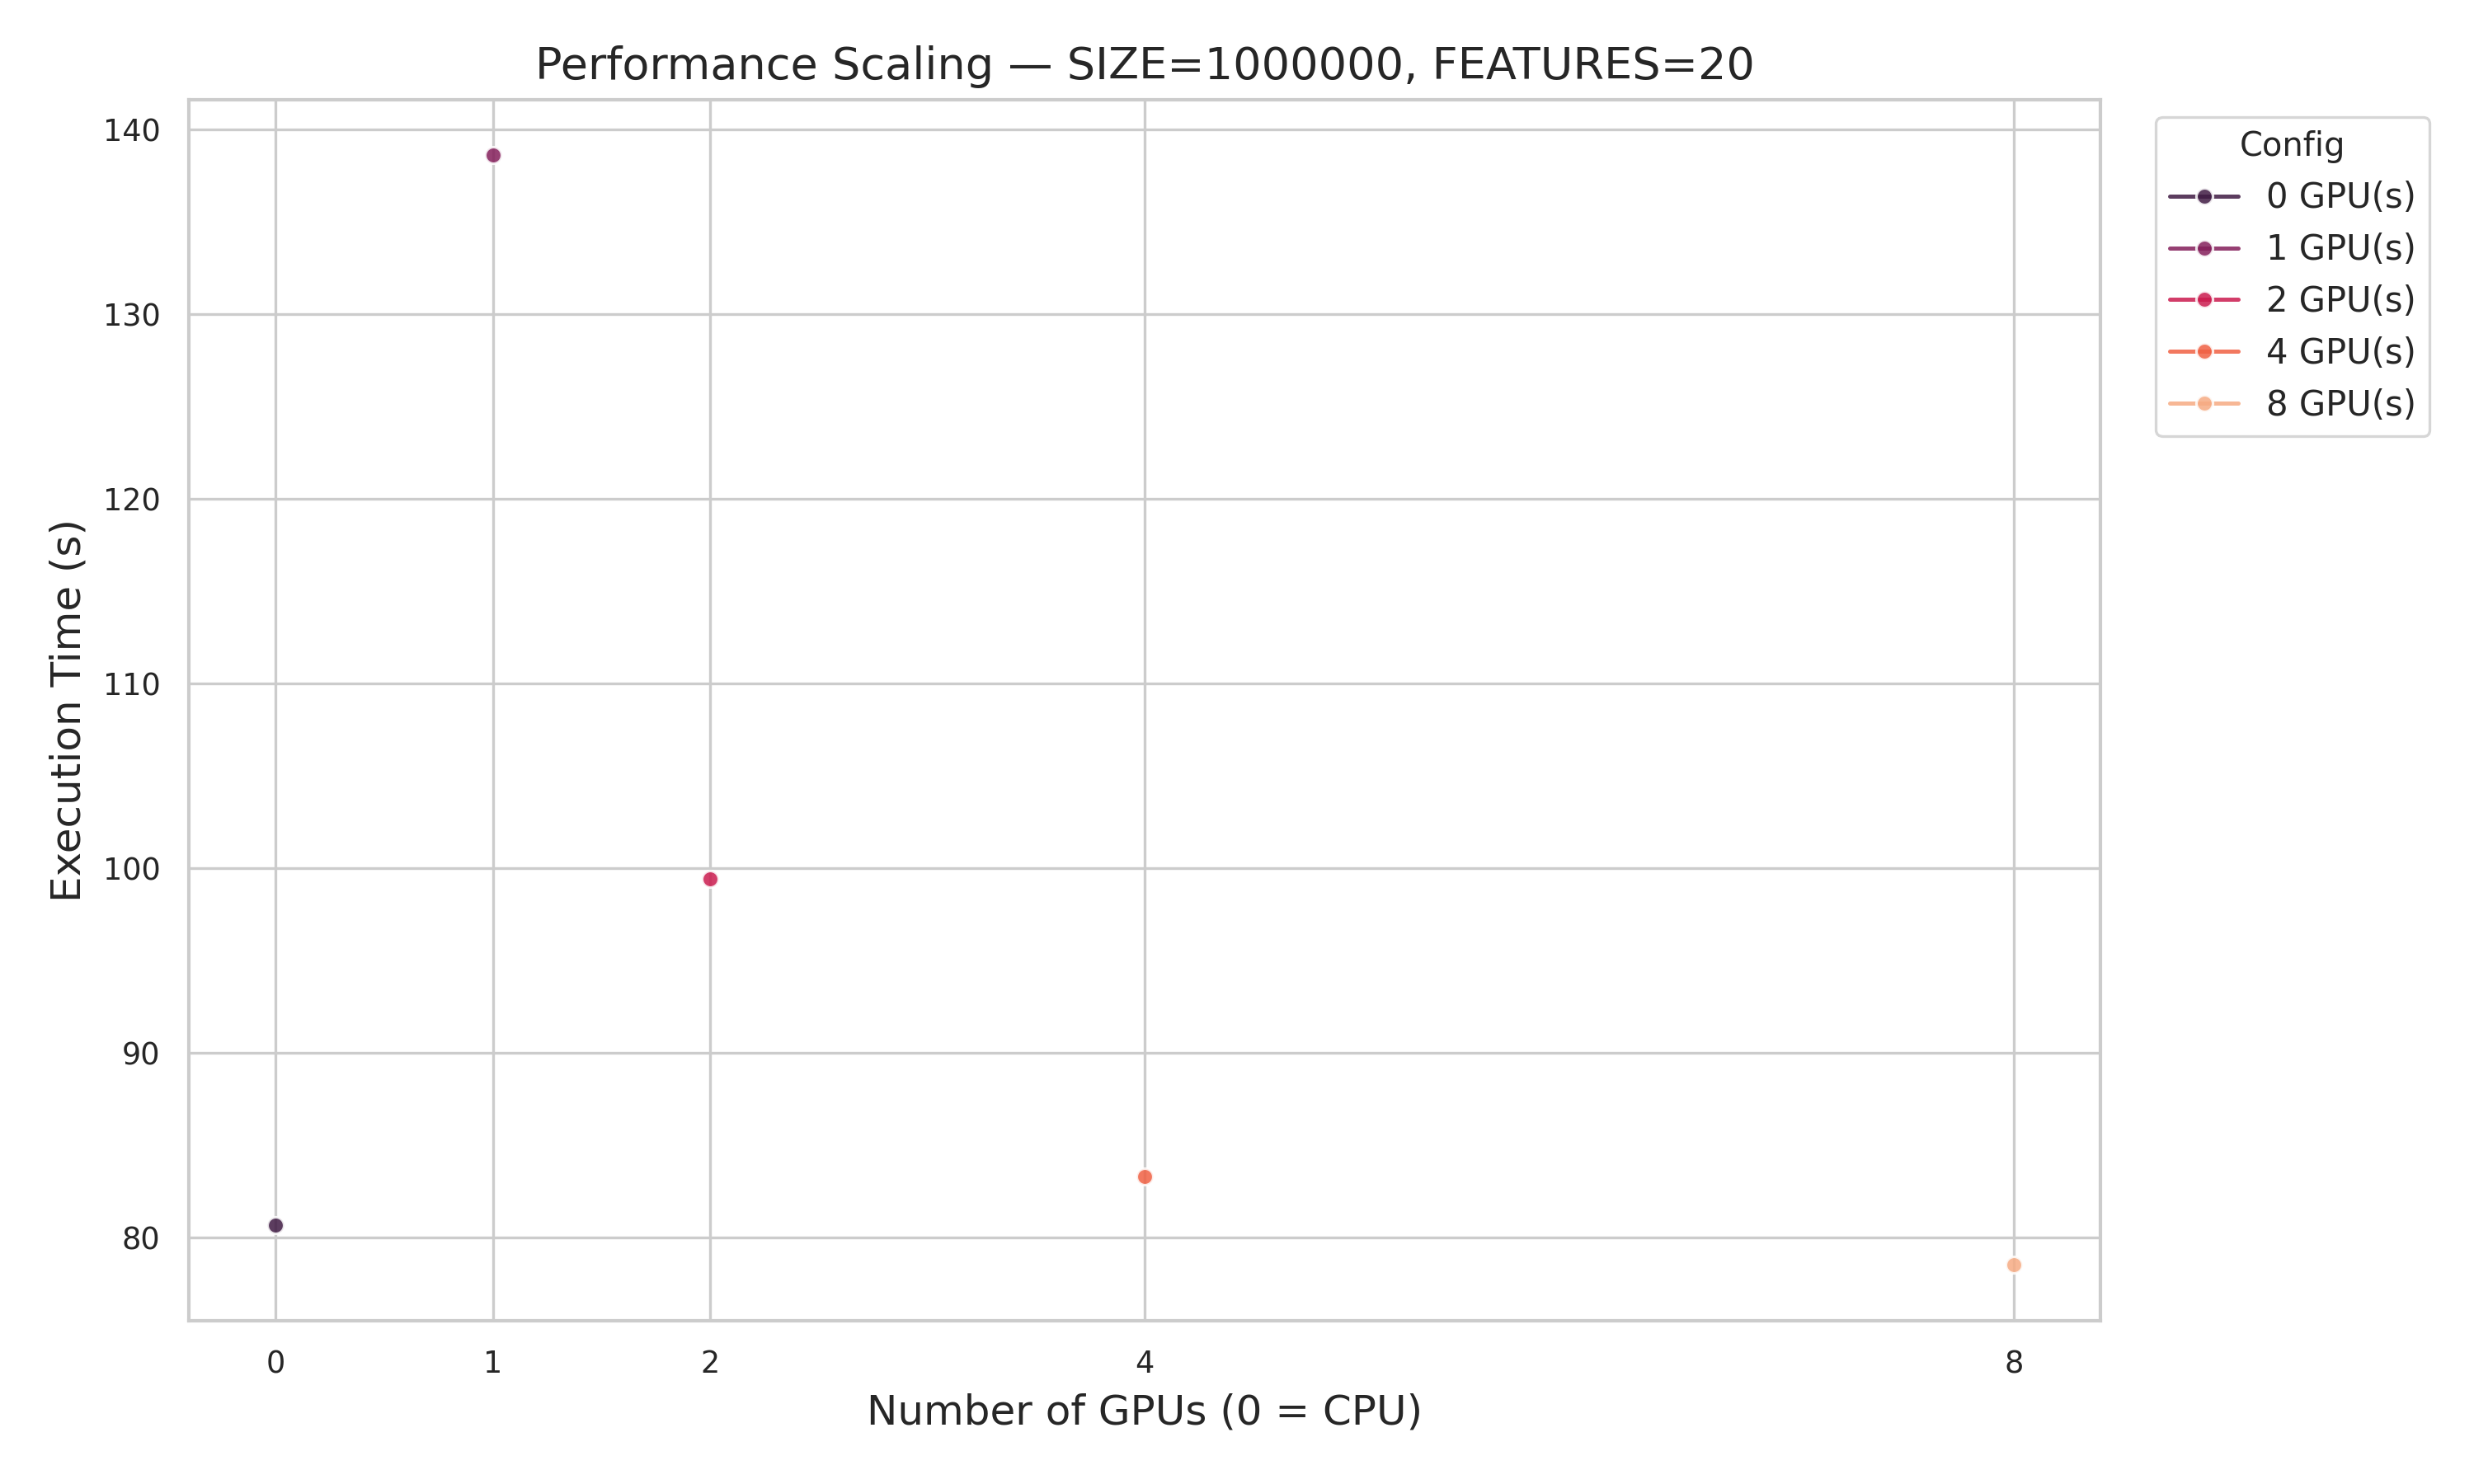 Performance Scaling — SIZE=1000000, FEATURES=20
140
130
120
110
100
90
80
Execution Time (s)
0 1 2 4 8
Number of GPUs (0 = CPU)
Config
0 GPU(s)
1 GPU(s)
2 GPU(s)
4 GPU(s)
8 GPU(s)